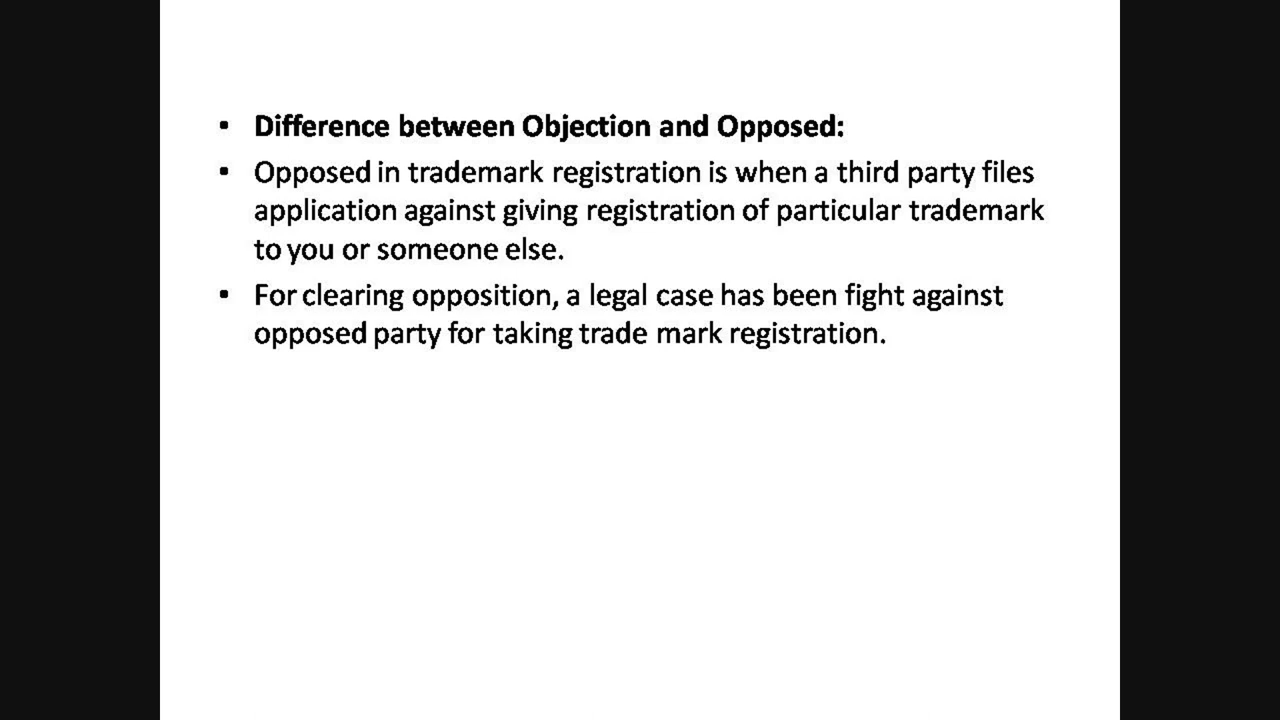 • Difference between Objection and Opposed:
• Opposed in trademark registration is when a third party files
application against giving registration of particular trademark
to you or someone else.
• For clearing opposition, a legal case has been fight against
opposed party for taking trade mark registration.